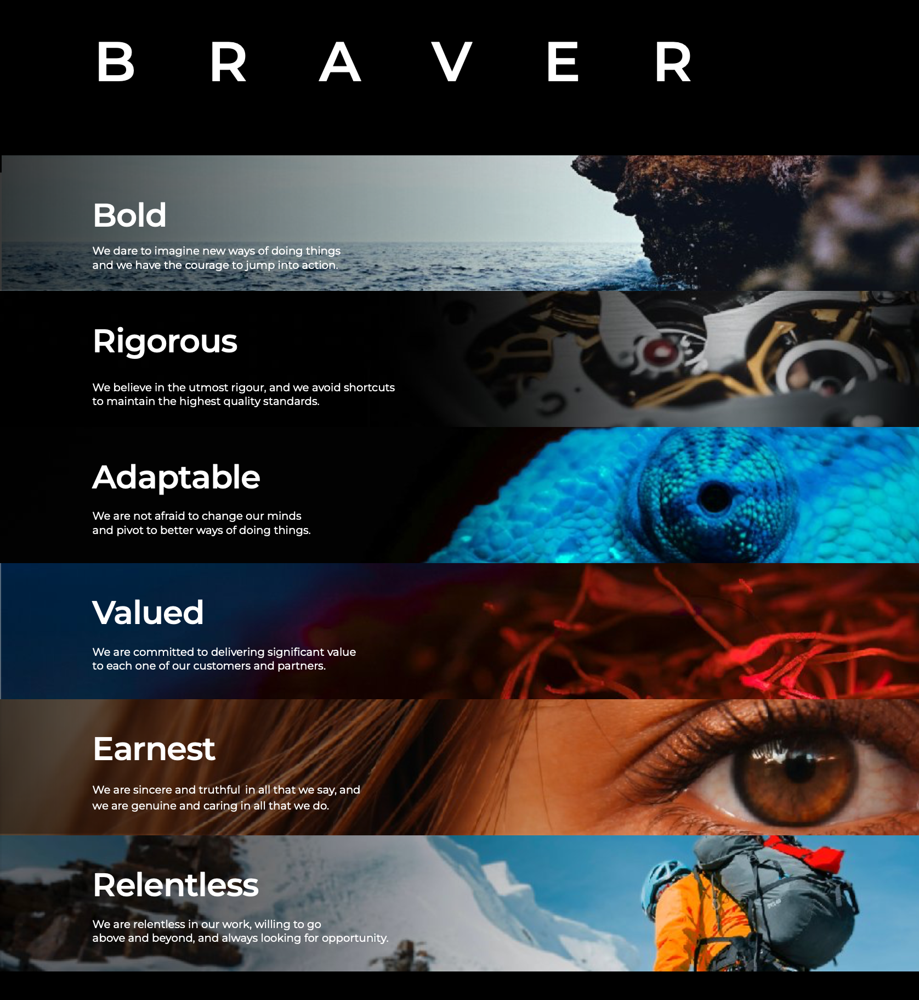 BRAVER
Bold
We dare to imagine new ways of doing things
and we have the courage to jump into action.
Rigorous
We believe in the utmost rigour, and we avoid shortcuts
to maintain the highest quality standards.
Adaptable
We are not afraid to change our minds
and pivot to better ways of doing things.
Valued
We are committed to delivering significant value
to each one of our customers and partners.
Earnest
We are sincere and truthful in all that we say, and
we are genuine and caring in all that we do.
Relentless
We are relentless in our work, willing to go
above and beyond, and always looking for opportunity.